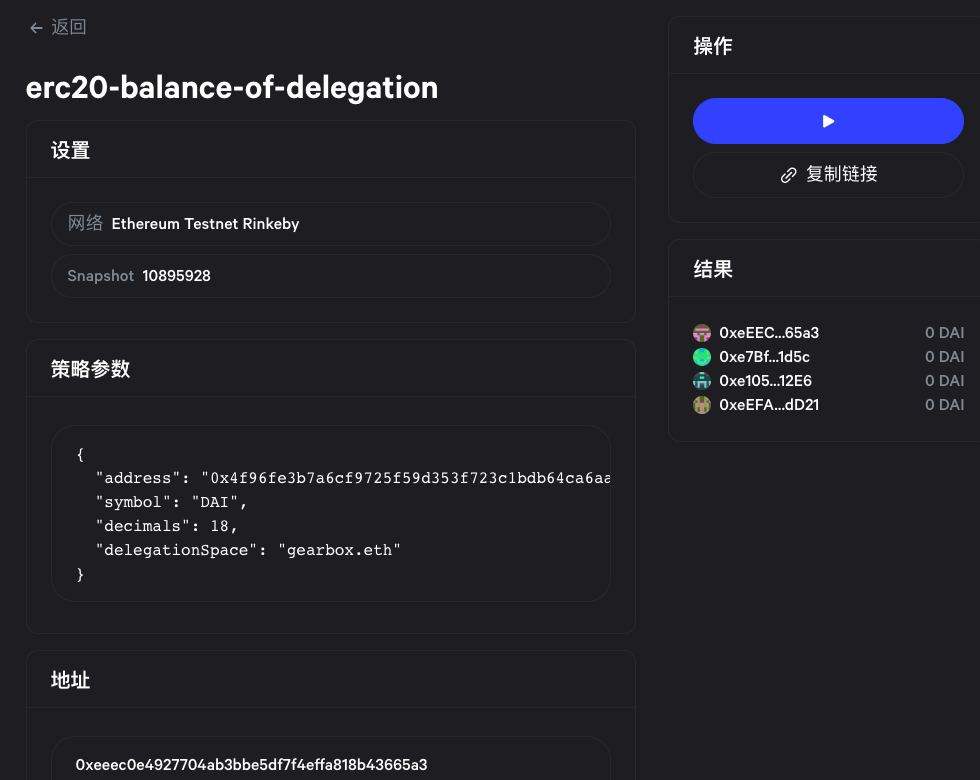 ← 返回
erc20-balance-of-delegation
设置
网络 Ethereum Testnet Rinkeby
Snapshot 10895928
策略参数
{
"address": "0x4f96fe3b7a6cf9725f59d353f723c1bdb64ca6aa
"symbol": "DAI",
"decimals": 18,
"delegationSpace": "gearbox.eth"
}
地址
0xeeec0e4927704ab3bbe5df7f4effa818b43665a3
操作
复制链接
结果
0xeEEC...65a3 0 DAI
0xe7Bf...1d5c 0 DAI
0xe105...12E6 0 DAI
0xeEFA...dD21 0 DAI